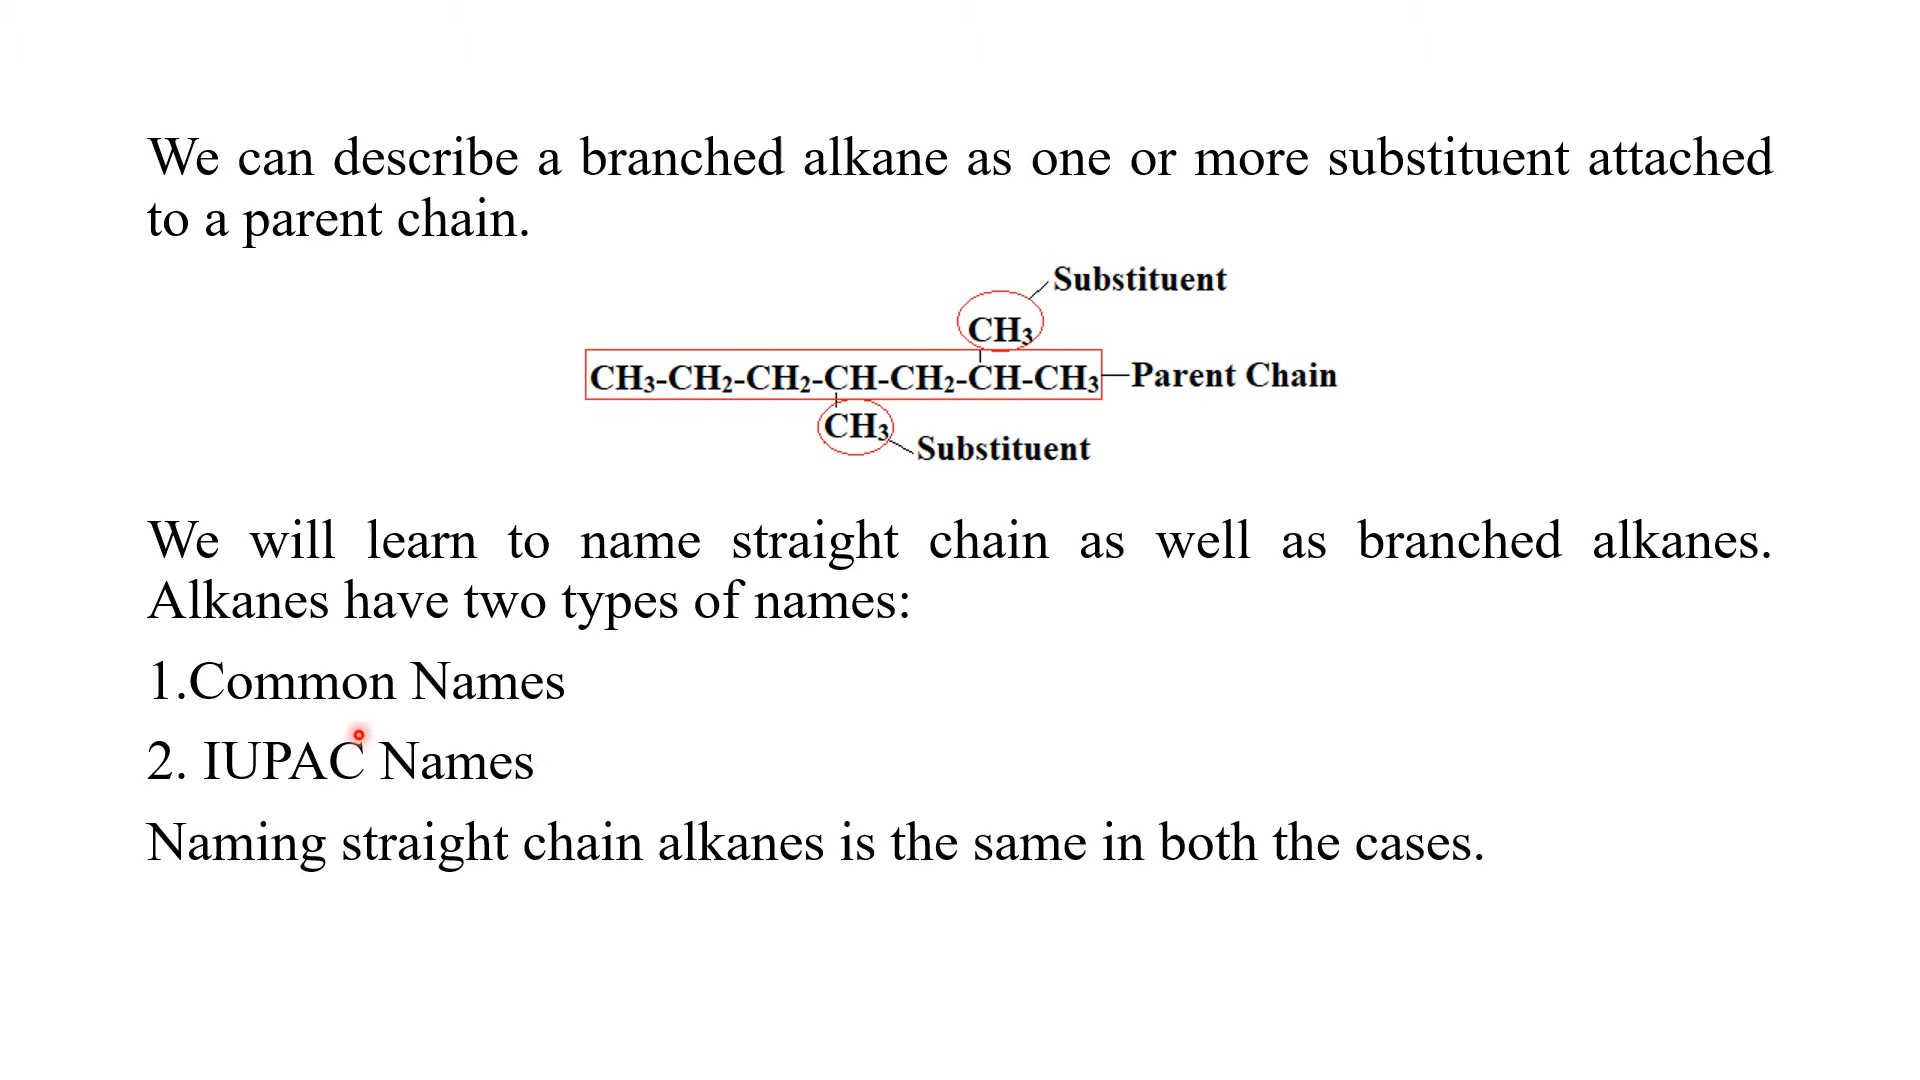 We can describe a branched alkane as one or more substituent attached
to a parent chain.
Substituent
CH₃
CH₃-CH₂-CH₂-CH-CH₂-CH-CH₃
Parent Chain
CH₃
Substituent
We will learn to name straight chain as well as branched alkanes.
Alkanes have two types of names:
1.Common Names
2. IUPAC Names
Naming straight chain alkanes is the same in both the cases.